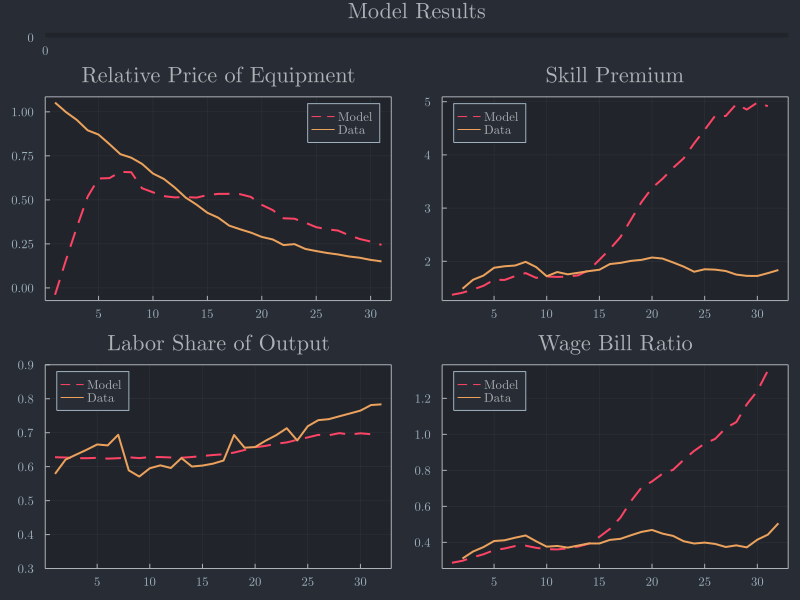 Model Results
0
0
Relative Price of Equipment
1.00
0.75
0.50
0.25
0.00
5 10 15 20 25 30
Model
Data
Skill Premium
5
4
3
2
5 10 15 20 25 30
Model
Data
Labor Share of Output
0.9
0.8
0.7
0.6
0.5
0.4
0.3
5 10 15 20 25 30
Model
Data
Wage Bill Ratio
1.2
1.0
0.8
0.6
0.4
5 10 15 20 25 30
Model
Data